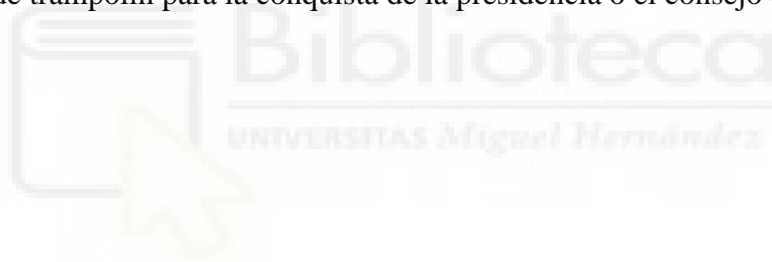 de trampolín para la conquista de la presidencia o el consejo
Biblioteca
UNIVERSITAS Miguel Hernández